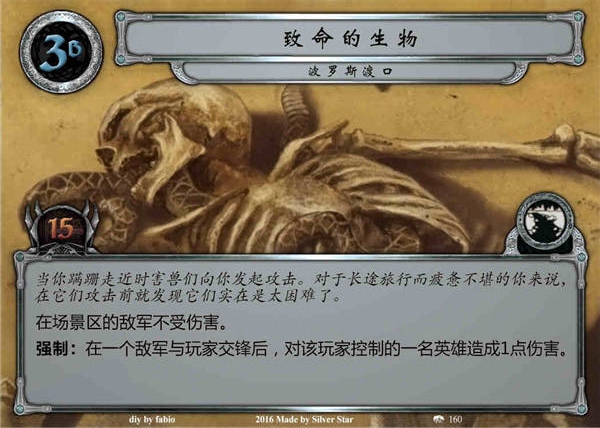 3B
致命的生物
波罗斯渡口
15
当你蹒跚走近时害兽们向你发起攻击。对于长途旅行而疲惫不堪的你来说，
在它们攻击前就发现它们实在是太困难了。
在场景区的敌军不受伤害。
强制：在一个敌军与玩家交锋后，对该玩家控制的一名英雄造成1点伤害。
diy by fabio 2016 Made by Silver Star 160